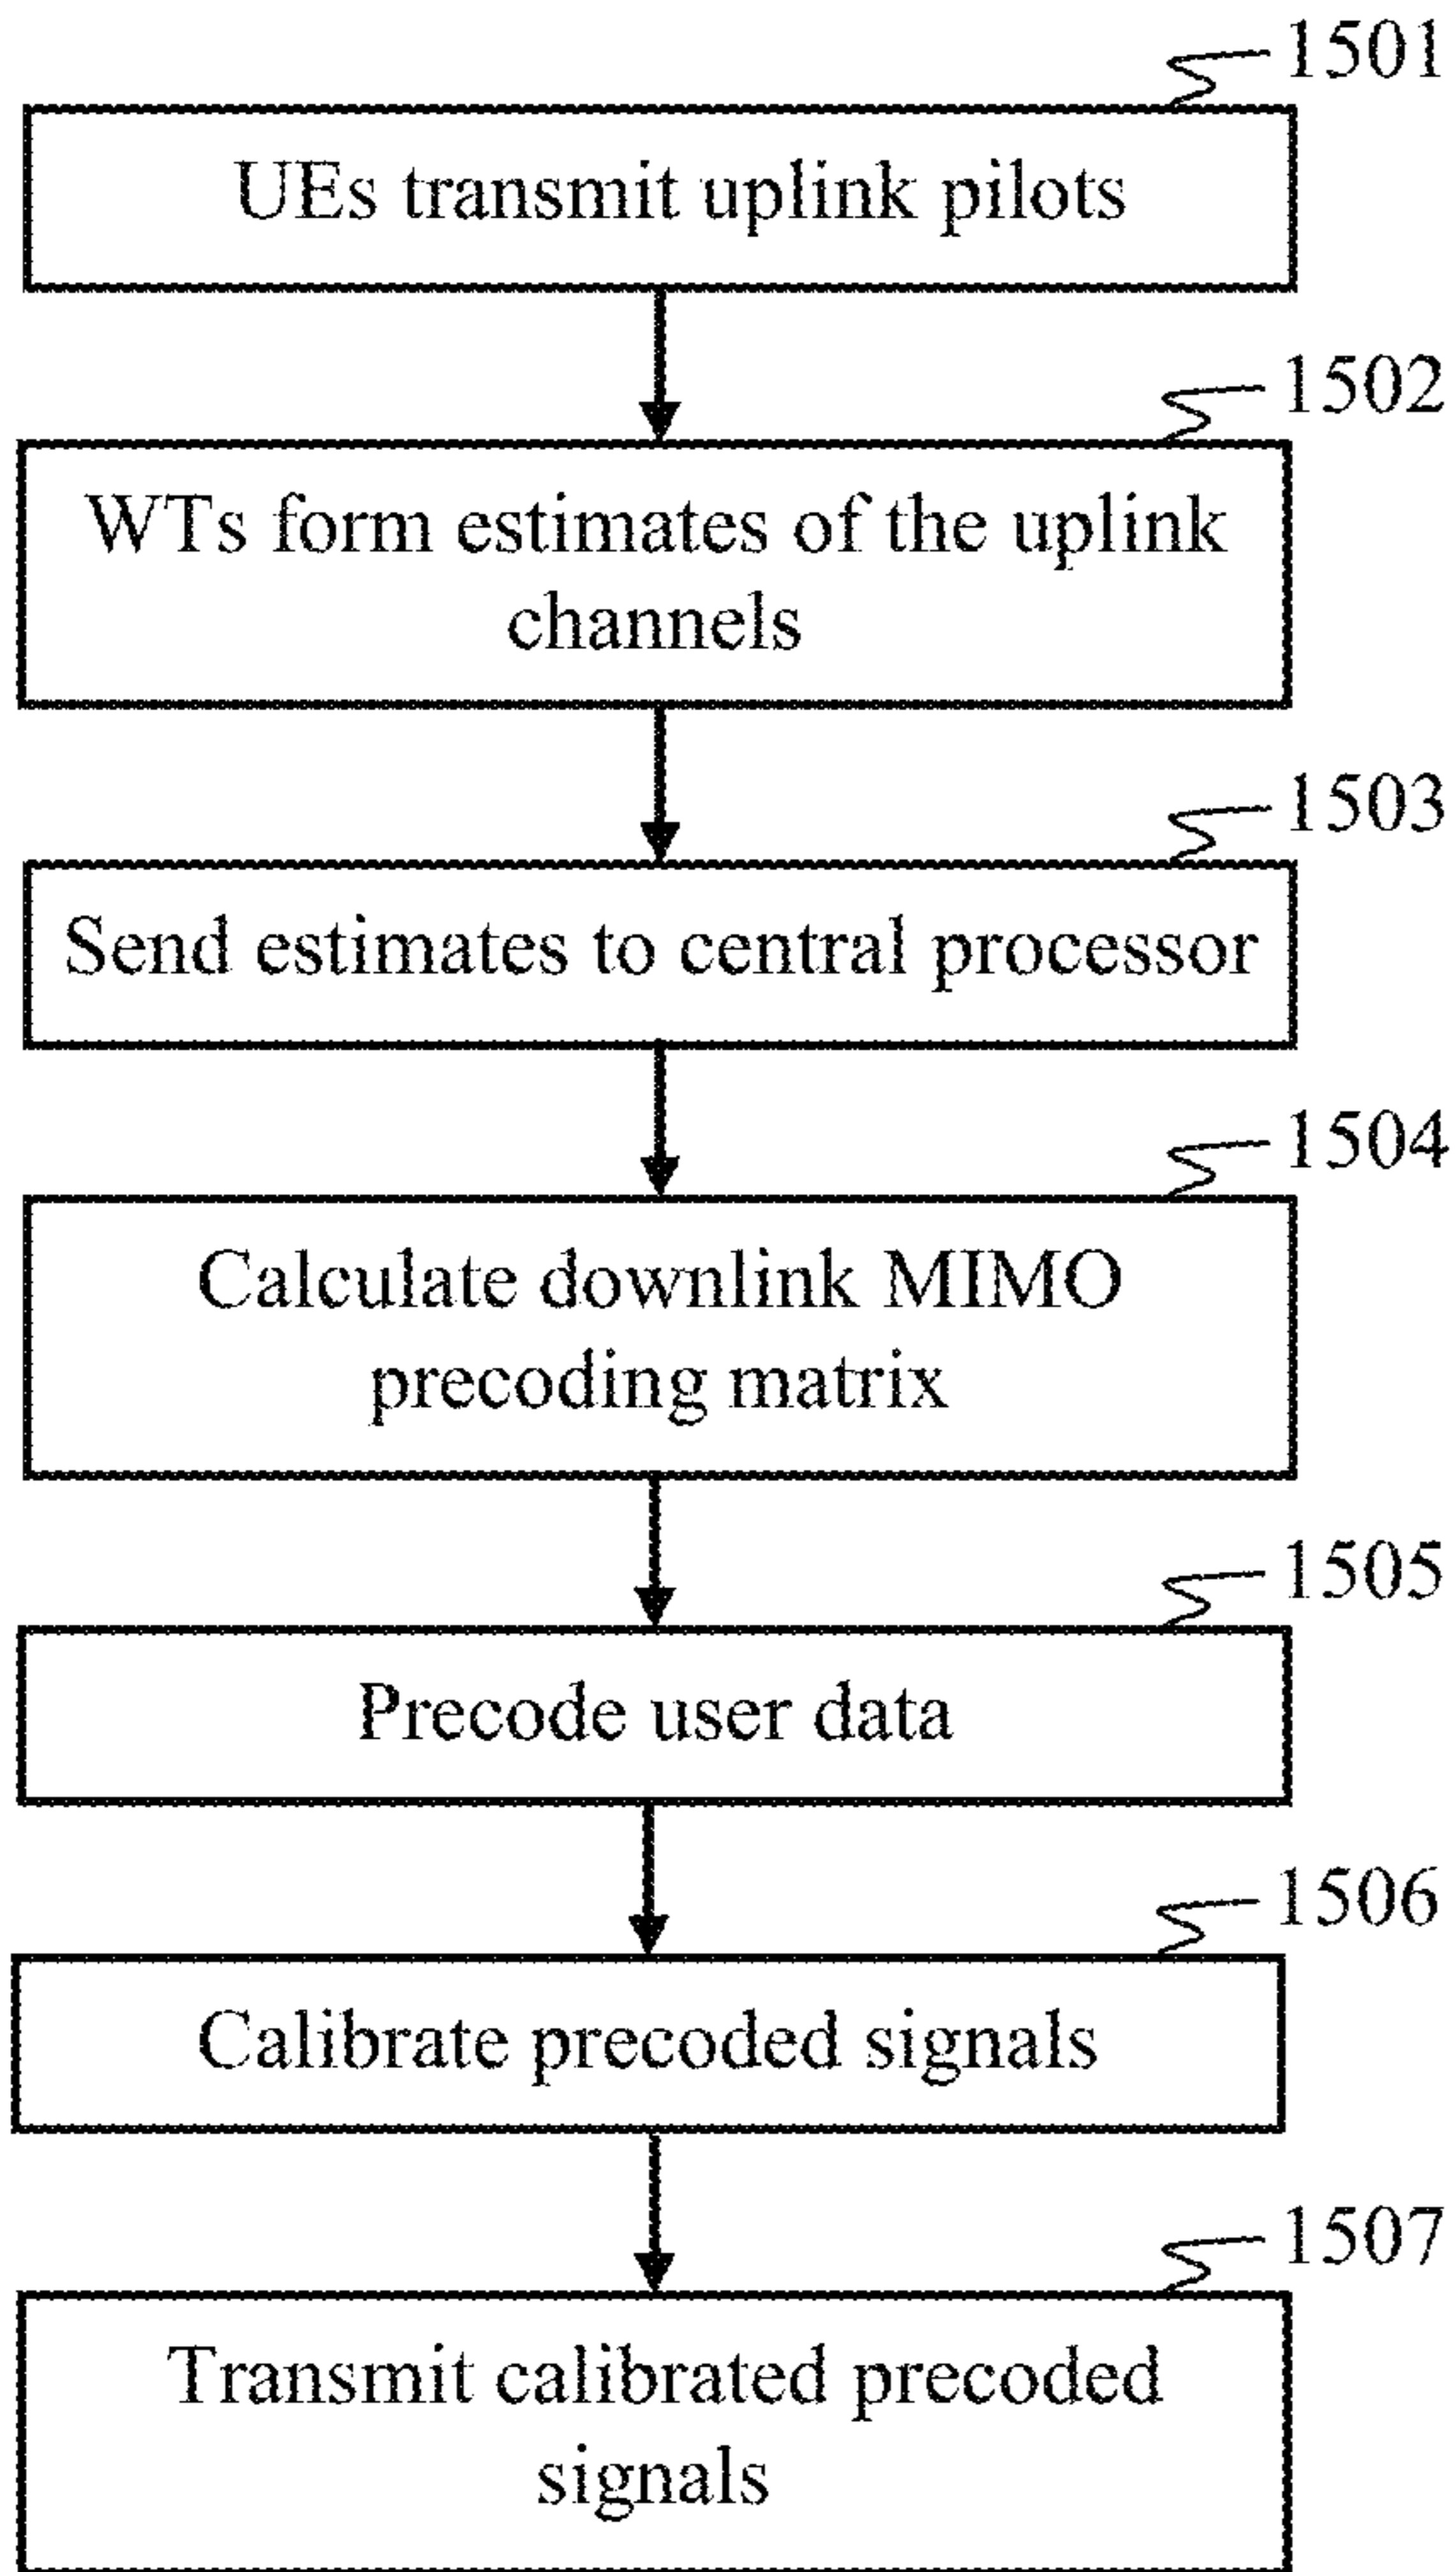 1501
UEs transmit uplink pilots
1502
WTs form estimates of the uplink
channels
1503
Send estimates to central processor
1504
Calculate downlink MIMO
precoding matrix
1505
Precode user data
1506
Calibrate precoded signals
1507
Transmit calibrated precoded
signals